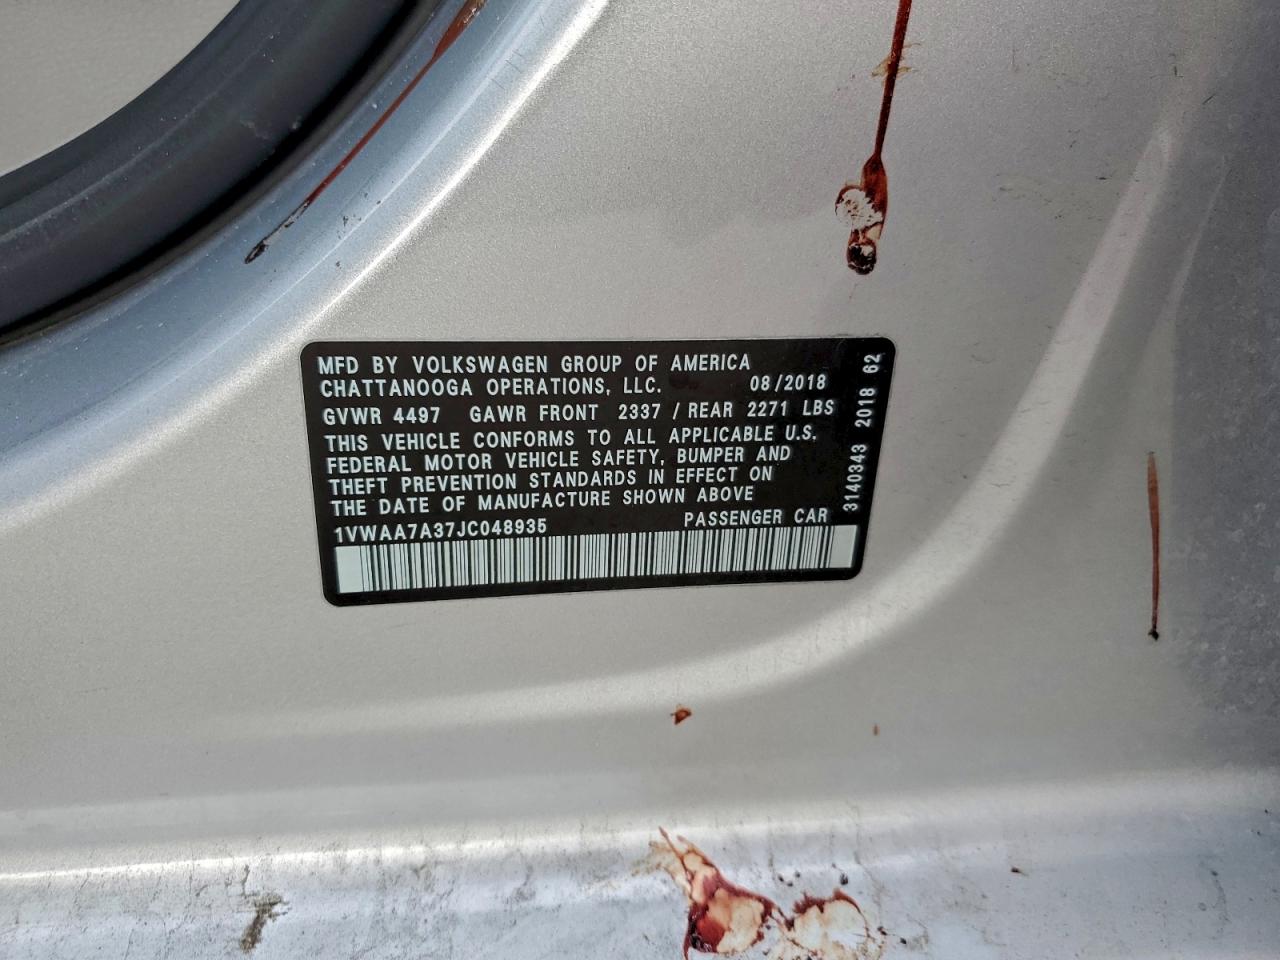 MFD BY VOLKSWAGEN GROUP OF AMERICA
CHATTANOOGA OPERATIONS, LLC. 08/2018
GVWR 4497 GAWR FRONT 2337 / REAR 2271 LBS
THIS VEHICLE CONFORMS TO ALL APPLICABLE U.S.
FEDERAL MOTOR VEHICLE SAFETY, BUMPER AND
THEFT PREVENTION STANDARDS IN EFFECT ON
THE DATE OF MANUFACTURE SHOWN ABOVE
1VWAA7A37JC048935 PASSENGER CAR
3140343 2018 62